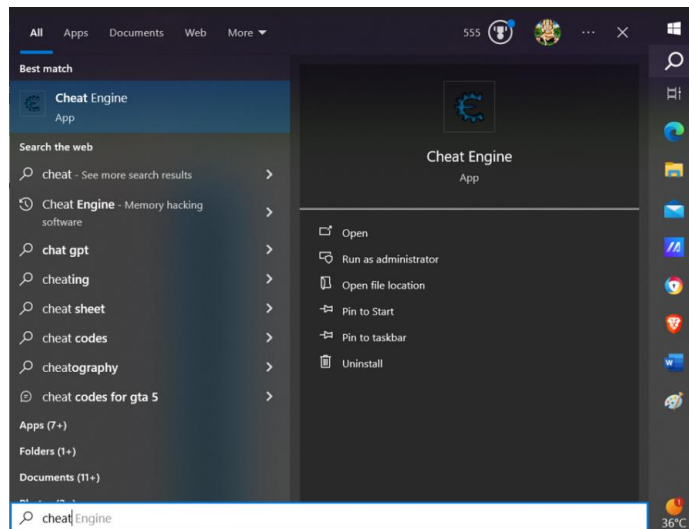 All Apps Documents Web More 555
Best match
Cheat Engine
App
Search the web
cheat - See more search results
Cheat Engine - Memory hacking
software
chat gpt
cheating
cheat sheet
cheat codes
cheatography
cheat codes for gta 5
Apps (7+)
Folders (1+)
Documents (11+)
cheat Engine
Cheat Engine
App
Open
Run as administrator
Open file location
Pin to Start
Pin to taskbar
Uninstall
36°C